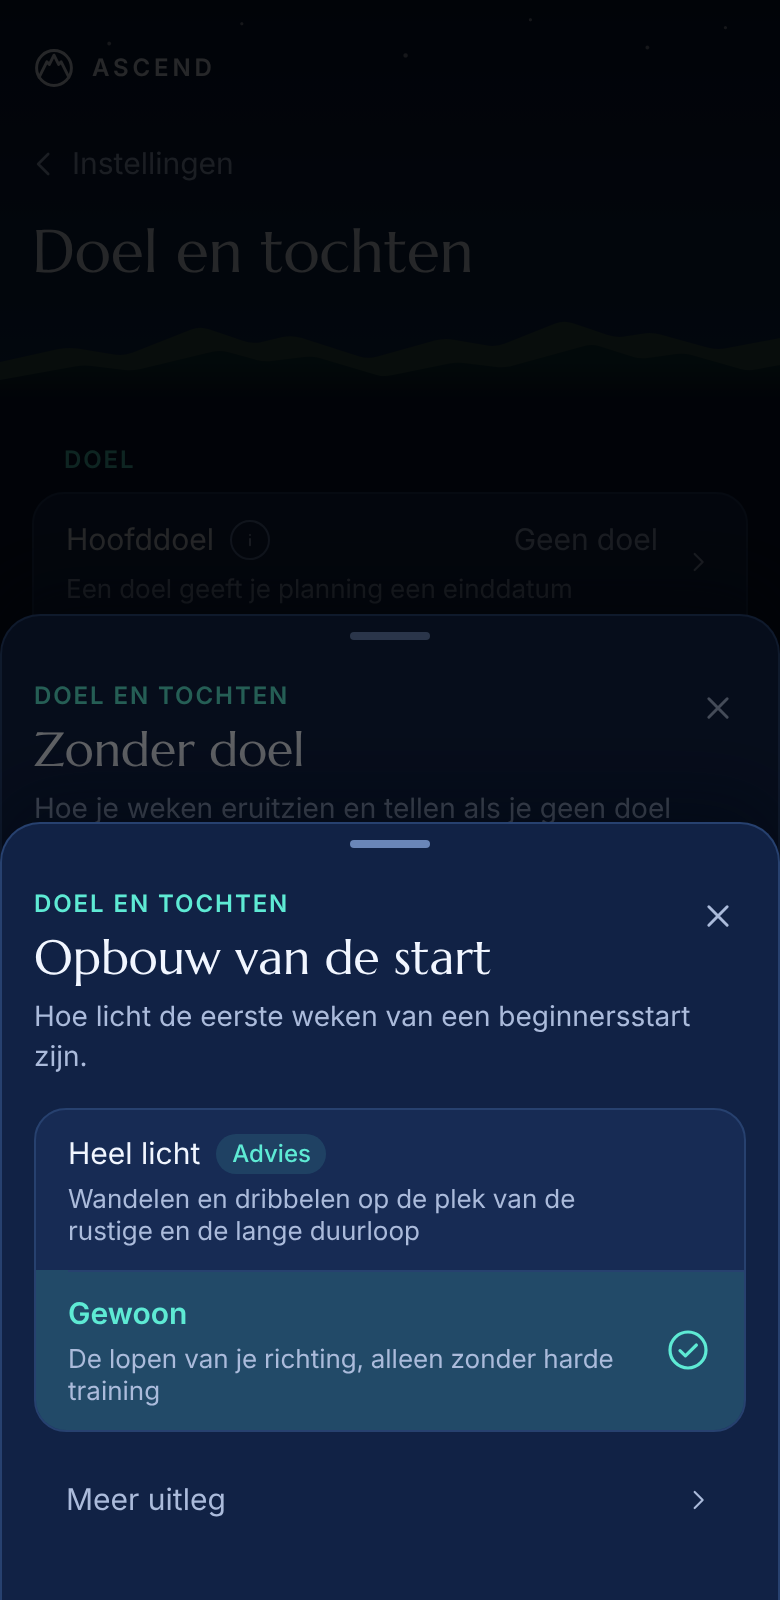 ASCEND
Instellingen
Doel en tochten
DOEL
Hoofddoel
Geen doel
Een doel geeft je planning een einddatum
DOEL EN TOCHTEN
Zonder doel
Hoe je weken eruitzien en tellen als je geen doel
DOEL EN TOCHTEN
Opbouw van de start
Hoe licht de eerste weken van een beginnersstart
zijn.
Heel licht Advies
Wandelen en dribbelen op de plek van de
rustige en de lange duurloop
Gewoon
De lopen van je richting, alleen zonder harde
training
Meer uitleg